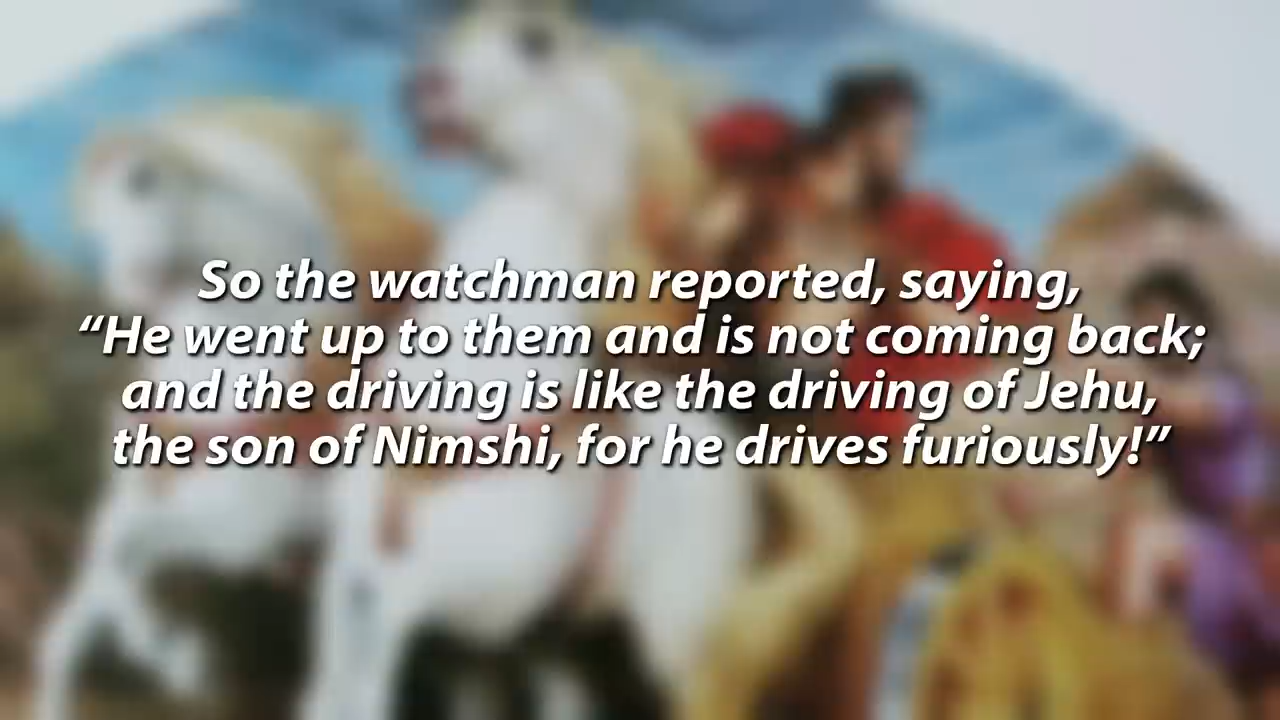 So the watchman reported, saying,
“He went up to them and is not coming back;
and the driving is like the driving of Jehu,
the son of Nimshi, for he drives furiously!”